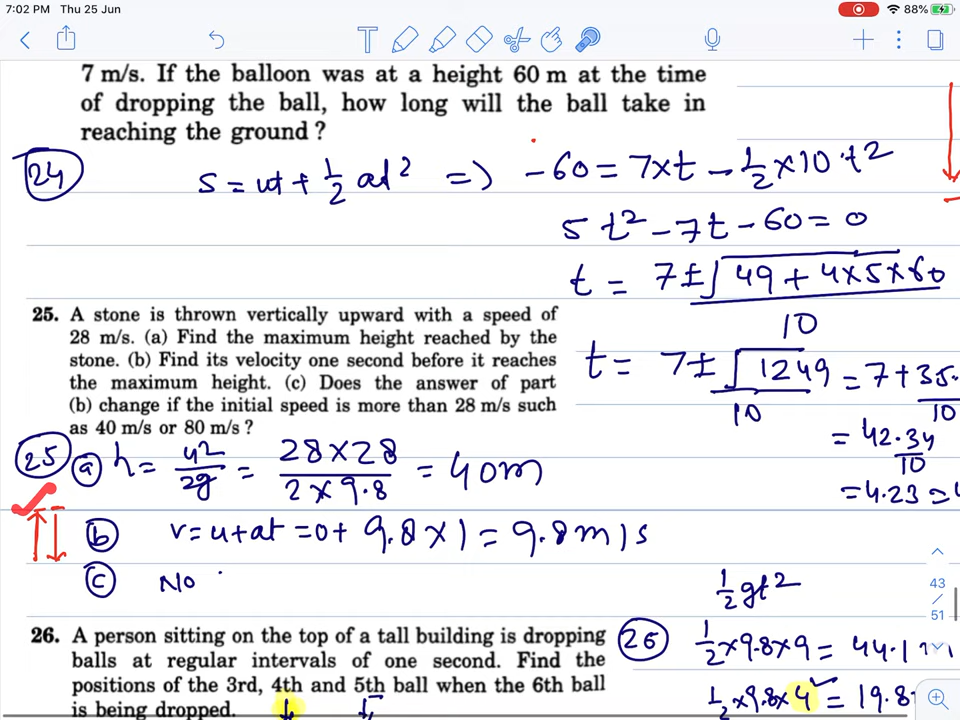 7:02 PM Thu 25 Jun
88%
7 m/s. If the balloon was at a height 60 m at the time
of dropping the ball, how long will the ball take in
reaching the ground ?
24 s = ut + 1/2 at² => -60 = 7×t - 1/2 ×10 t²
5t² - 7t - 60 = 0
t = 7 ± √49 + 4×5×60 / 10
25. A stone is thrown vertically upward with a speed of
28 m/s. (a) Find the maximum height reached by the
stone. (b) Find its velocity one second before it reaches
the maximum height. (c) Does the answer of part
(b) change if the initial speed is more than 28 m/s such
as 40 m/s or 80 m/s ?
t = 7 ± √1249 / 10 = 7 + 35. / 10
= 42.34 / 10
= 4.23 =
25 a h = u²/2g = 28×28 / 2×9.8 = 40m
b v = u + at = 0 + 9.8×1 = 9.8 m/s
c No
43
/
51
1/2 gt²
26. A person sitting on the top of a tall building is dropping
balls at regular intervals of one second. Find the
positions of the 3rd, 4th and 5th ball when the 6th ball
is being dropped.
26 1/2 ×9.8×9 = 44.1
1/2 ×9.8×4 = 19.8